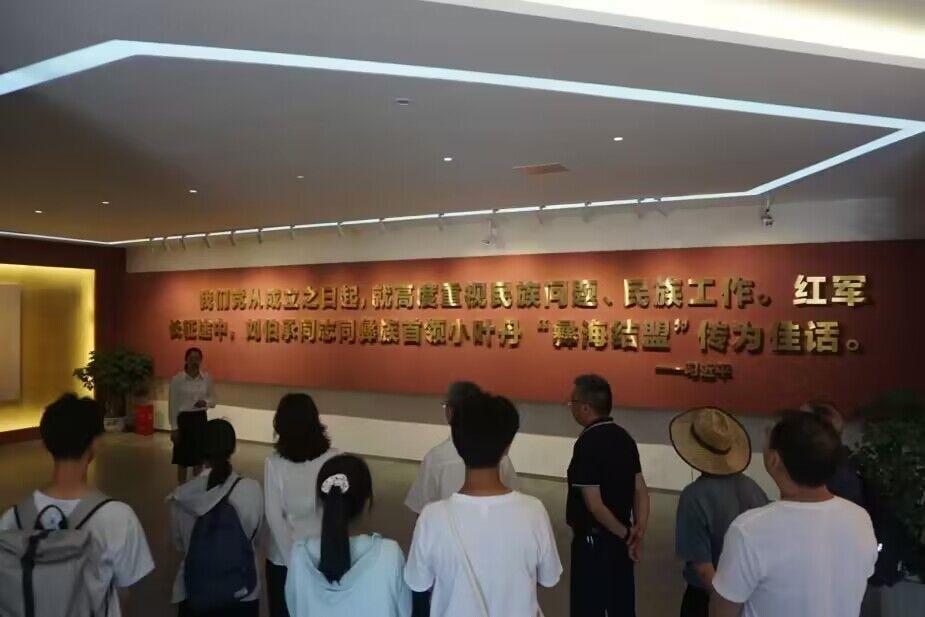 我们党从成立之日起，就高度重视民族问题、民族工作。红军
长征途中，刘伯承同志同彝族首领小叶丹“彝海结盟”传为佳话。
——习近平